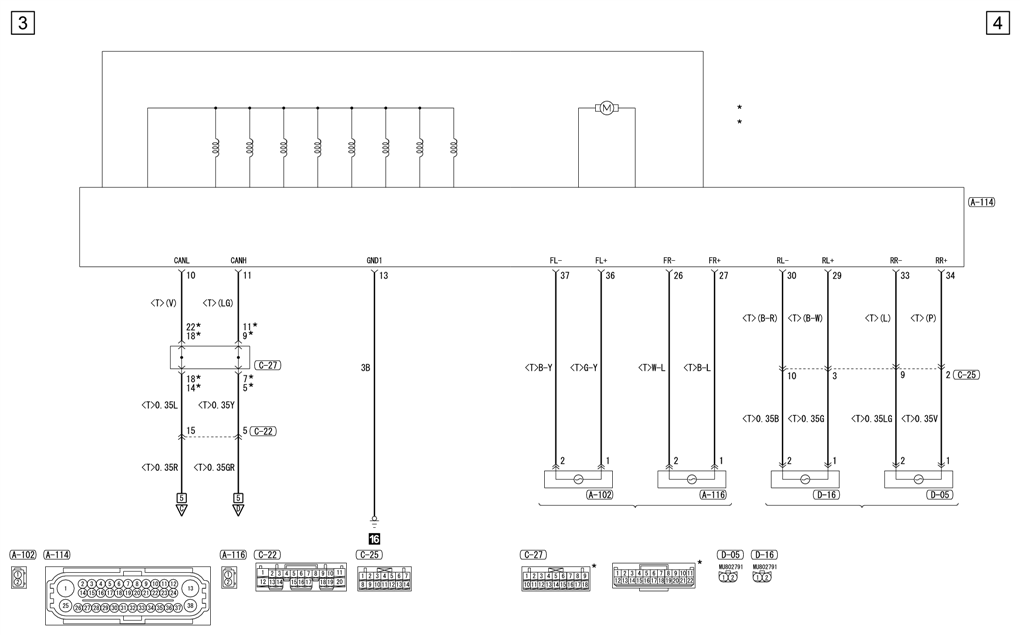 3 4
*
*
M
A-114
CANL CANH GND1 FL- FL+ FR- FR+ RL- RL+ RR- RR+
10 11 13 37 36 26 27 30 29 33 34
<T>(V) <T>(LG) <T>(B-R) <T>(B-W) <T>(L) <T>(P)
22* 11*
18* 9*
C-27
3B <T>B-Y <T>G-Y <T>W-L <T>B-L
10 3 9 2 C-25
18* 7*
14* 5*
<T>0.35L <T>0.35Y <T>0.35B <T>0.35G <T>0.35LG <T>0.35V
15 5 C-22
<T>0.35R <T>0.35GR
2 1 2 1 2 1 2 1
A-102 A-116 D-16 D-05
5 5
16
A-102 A-114 A-116 C-22 C-25 C-27 D-05 D-16
* *
MU802791 MU802791
1
2
1 2 3 4 5 6 7 8 9 10 11 12 13
14 15 16 17 18 19 20 21 22 23 24
25 26 27 28 29 30 31 32 33 34 35 36 37 38
1
2
1 2 3 4 5 6 7 8 9 10 11
12 13 14 15 16 17 18 19 20
1 2 3 4 5 6 7
8 9 10 11 12 13 14
1 2 3 4 5 6 7 8 9
10 11 12 13 14 15 16 17 18
1 2 3 4 5 6 7 8 9 10 11
12 13 14 15 16 17 18 19 20 21 22
1 2
1 2